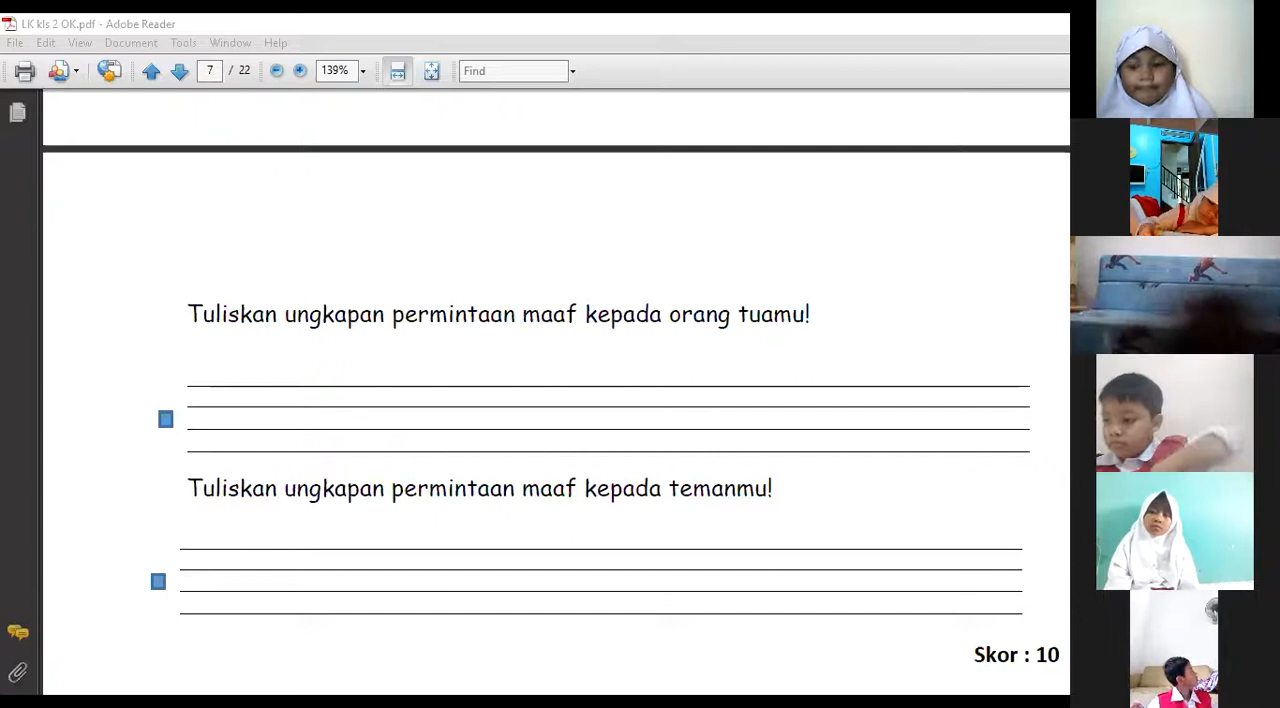 LK kls 2 OK.pdf - Adobe Reader
File Edit View Document Tools Window Help
7 / 22 139% Find
Tuliskan ungkapan permintaan maaf kepada orang tuamu!
Tuliskan ungkapan permintaan maaf kepada temanmu!
Skor : 10